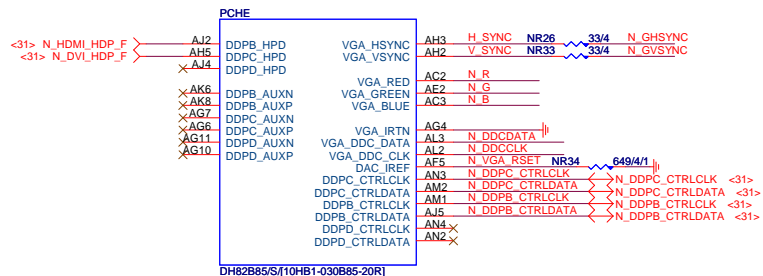 PCHE
<31> N_HDMI_HDP_F AJ2 DDPB_HPD VGA_HSYNC AH3 H_SYNC NR26 33/4 N_GHSYNC
<31> N_DVI_HDP_F AH5 DDPC_HPD VGA_VSYNC AH2 V_SYNC NR33 33/4 N_GVSYNC
AJ4 DDPD_HPD
VGA_RED AC2 N_R
AK6 DDPB_AUXN VGA_GREEN AE2 N_G
AK8 DDPB_AUXP VGA_BLUE AC3 N_B
AG7 DDPC_AUXN
AG6 DDPC_AUXP VGA_IRTN AG4
AG11 DDPD_AUXN VGA_DDC_DATA AL3 N_DDCDATA
AG10 DDPD_AUXP VGA_DDC_CLK AL2 N_DDCCLK
DAC_IREF AF5 N_VGA_RSET NR34 649/4/1
DDPC_CTRLCLK AN3 N_DDPC_CTRLCLK N_DDPC_CTRLCLK <31>
DDPC_CTRLDATA AM2 N_DDPC_CTRLDATA N_DDPC_CTRLDATA <31>
DDPB_CTRLCLK AM1 N_DDPB_CTRLCLK N_DDPB_CTRLCLK <31>
DDPB_CTRLDATA AJ5 N_DDPB_CTRLDATA N_DDPB_CTRLDATA <31>
DDPD_CTRLCLK AN4
DDPD_CTRLDATA AN2
DH82B85/S/[10HB1-030B85-20R]